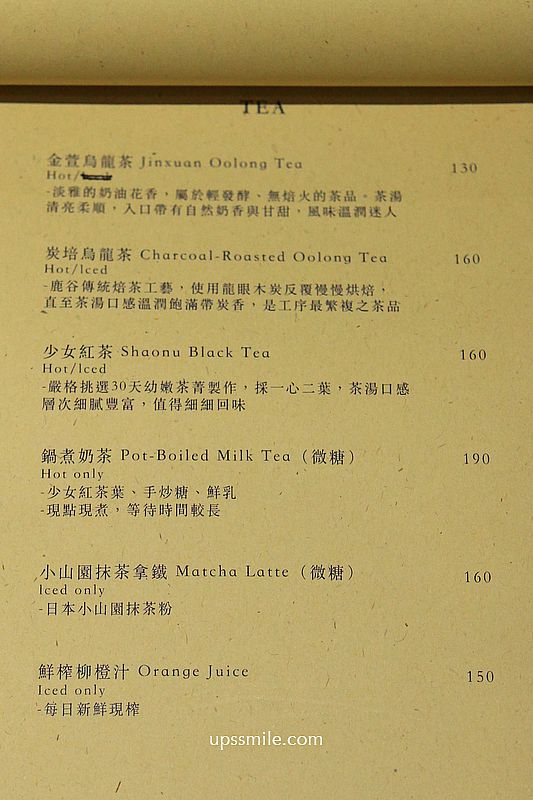 TEA
金萱烏龍茶 Jinxuan Oolong Tea 130
Hot/
-淡雅的奶油花香，屬於輕發酵、無焙火的茶品。茶湯
清亮柔順，入口帶有自然奶香與甘甜，風味溫潤迷人
炭培烏龍茶 Charcoal-Roasted Oolong Tea 160
Hot/Iced
-鹿谷傳統焙茶工藝，使用龍眼木炭反覆慢慢烘焙，
直至茶湯口感溫潤飽滿帶炭香，是工序最繁複之茶品
少女紅茶 Shaonu Black Tea 160
Hot/Iced
-嚴格挑選30天幼嫩茶菁製作，採一心二葉，茶湯口感
層次細膩豐富，值得細細回味
鍋煮奶茶 Pot-Boiled Milk Tea（微糖） 190
Hot only
-少女紅茶葉、手炒糖、鮮乳
-現點現煮，等待時間較長
小山園抹茶拿鐵 Matcha Latte（微糖） 160
Iced only
-日本小山園抹茶粉
鮮榨柳橙汁 Orange Juice 150
Iced only
-每日新鮮現榨
upssmile.com